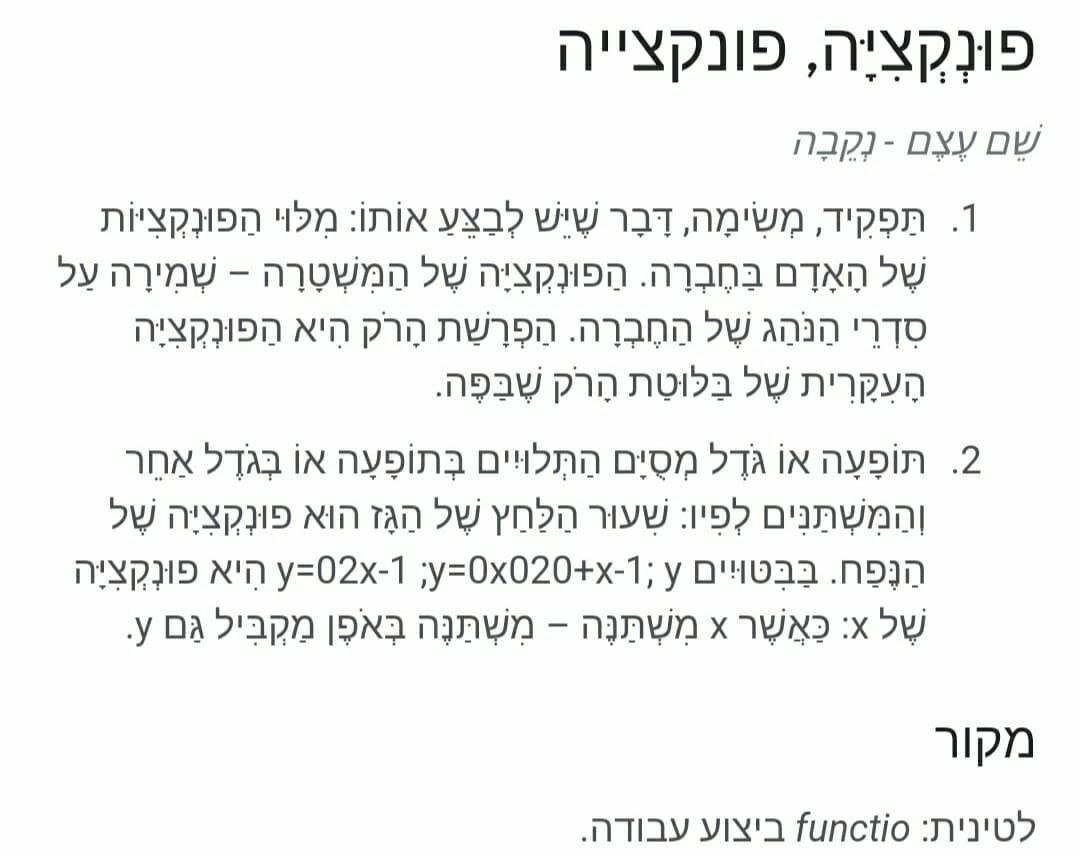 פוּנְקְצִיָּה, פונקצייה
שֵׁם עֶצֶם - נְקֵבָה
1. תַּפְקִיד, מְשִׂימָה, דָּבָר שֶׁיֵּשׁ לְבַצֵּעַ אוֹתוֹ: מִלּוּי הַפוּנְקְצִיּוֹת
שֶׁל הָאָדָם בַּחֶבְרָה. הַפוּנְקְצִיָּה שֶׁל הַמִּשְׁטָרָה – שְׁמִירָה עַל
סִדְרֵי הַנֹּהַג שֶׁל הַחֶבְרָה. הַפְרָשַׁת הָרֹק הִיא הַפוּנְקְצִיָּה
הָעִקָּרִית שֶׁל בַּלּוּטַת הָרֹק שֶׁבַּפֶּה.
2. תּוֹפָעָה אוֹ גֹּדֶל מְסֻיָּם הַתְּלוּיִּים בְּתוֹפָעָה אוֹ בְּגֹדֶל אַחֵר
וְהַמִּשְׁתַּנִּים לְפִיו: שִׁעוּר הַלַּחַץ שֶׁל הַגָּז הוּא פוּנְקְצִיָּה שֶׁל
הַנֶּפַח. בַּבִּטּוּיִּים y=02x-1 ;y=0x020+x-1; y הִיא פוּנְקְצִיָּה
שֶׁל x: כַּאֲשֶׁר x מִשְׁתַּנֶּה – מִשְׁתַּנֶּה בְּאֹפֶן מַקְבִּיל גַּם y.
מקור
לטינית: functio ביצוע עבודה.